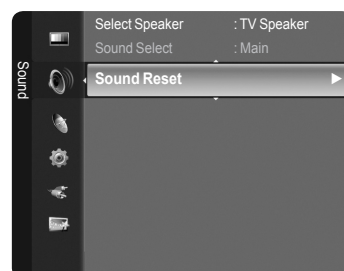 Sound
Select Speaker : TV Speaker
Sound Select : Main
Sound Reset